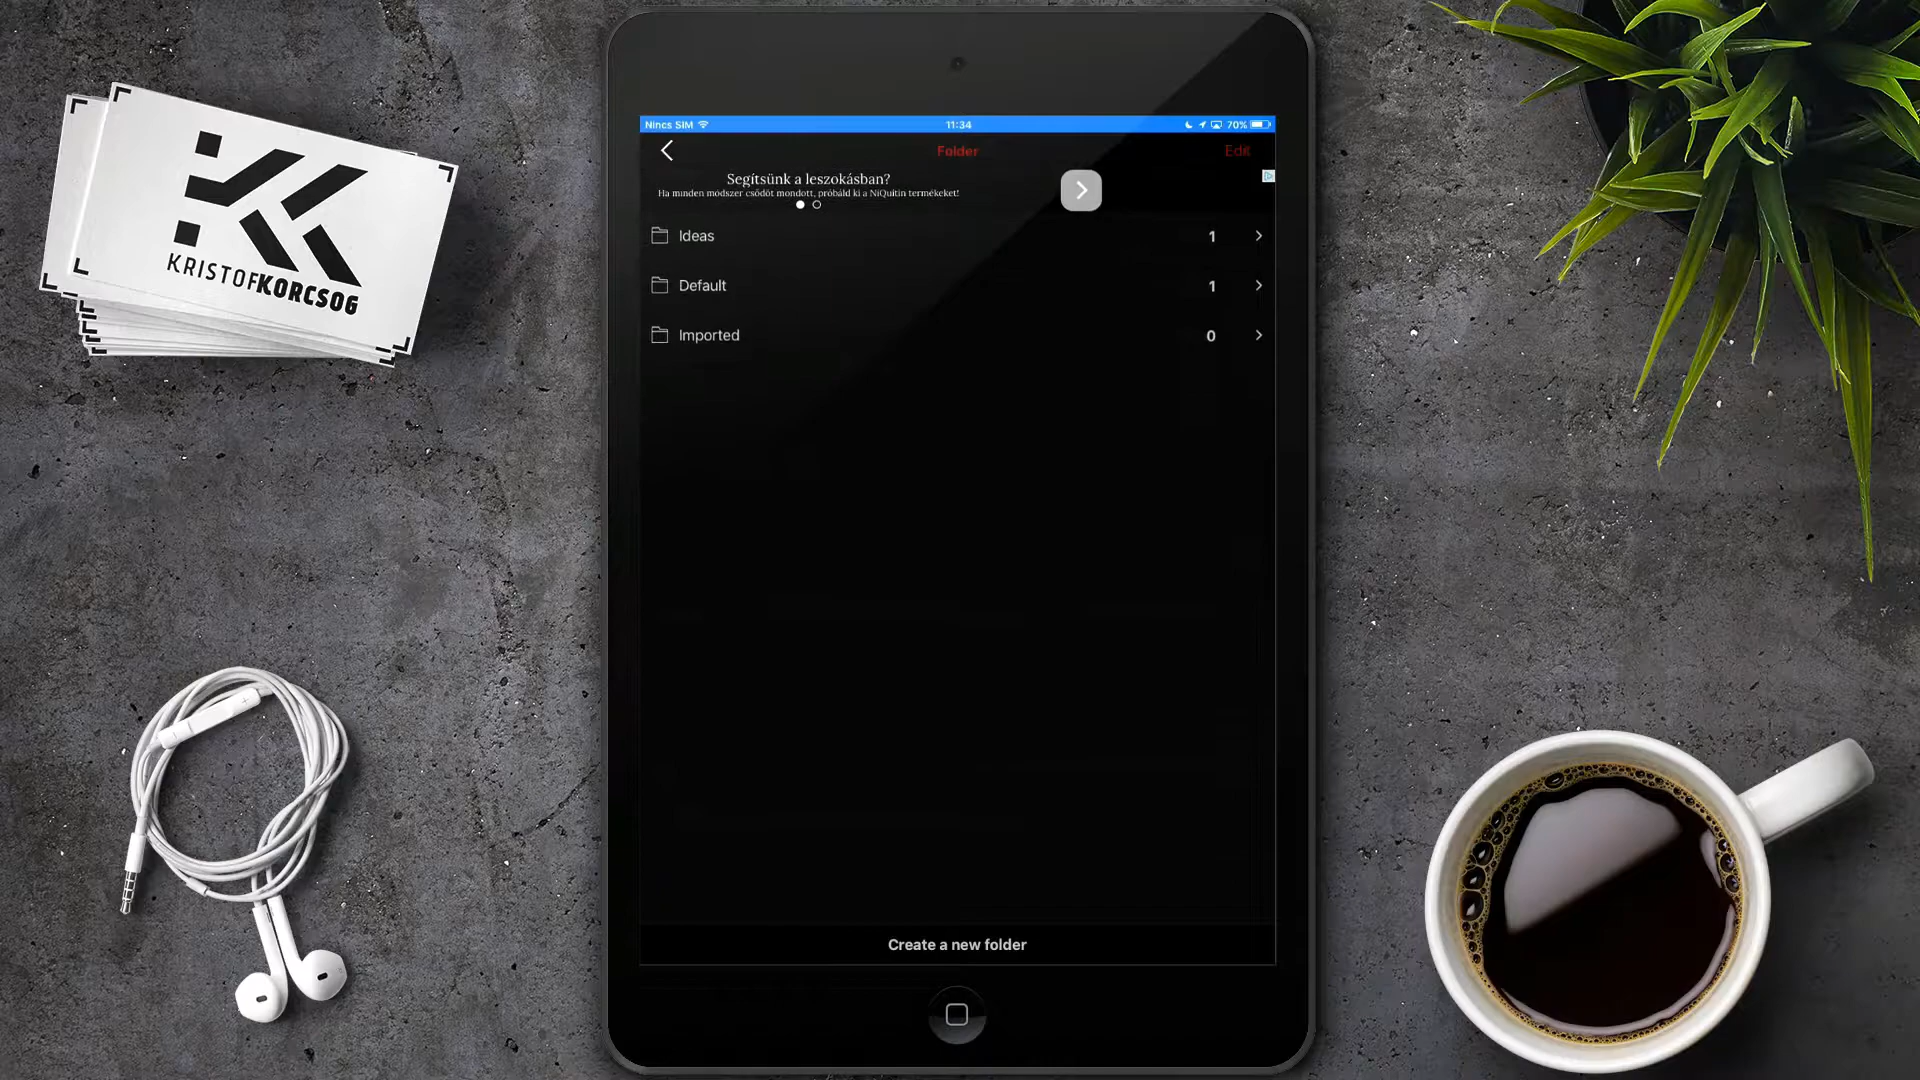 KRISTOFKORCSOG
Nincs SIM 11:34 70%
Folder Edit
Segítsünk a leszokásban?
Ha minden módszer csődöt mondott, próbáld ki a NiQuitin termékeket!
Ideas 1
Default 1
Imported 0
Create a new folder